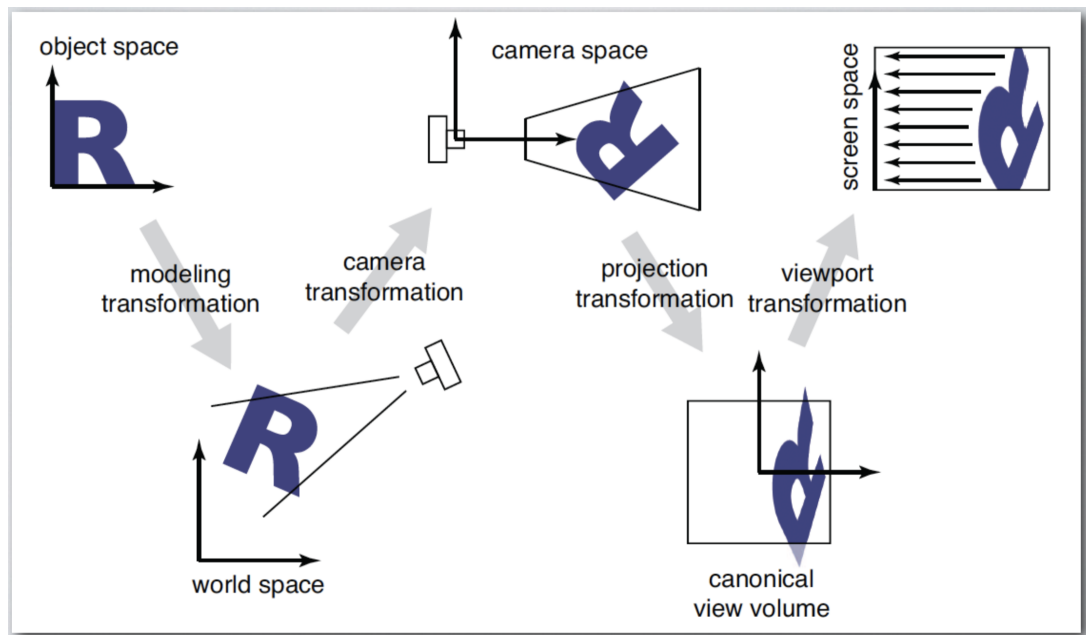 object space
camera space
screen space
modeling
transformation
camera
transformation
projection
transformation
viewport
transformation
world space
canonical
view volume